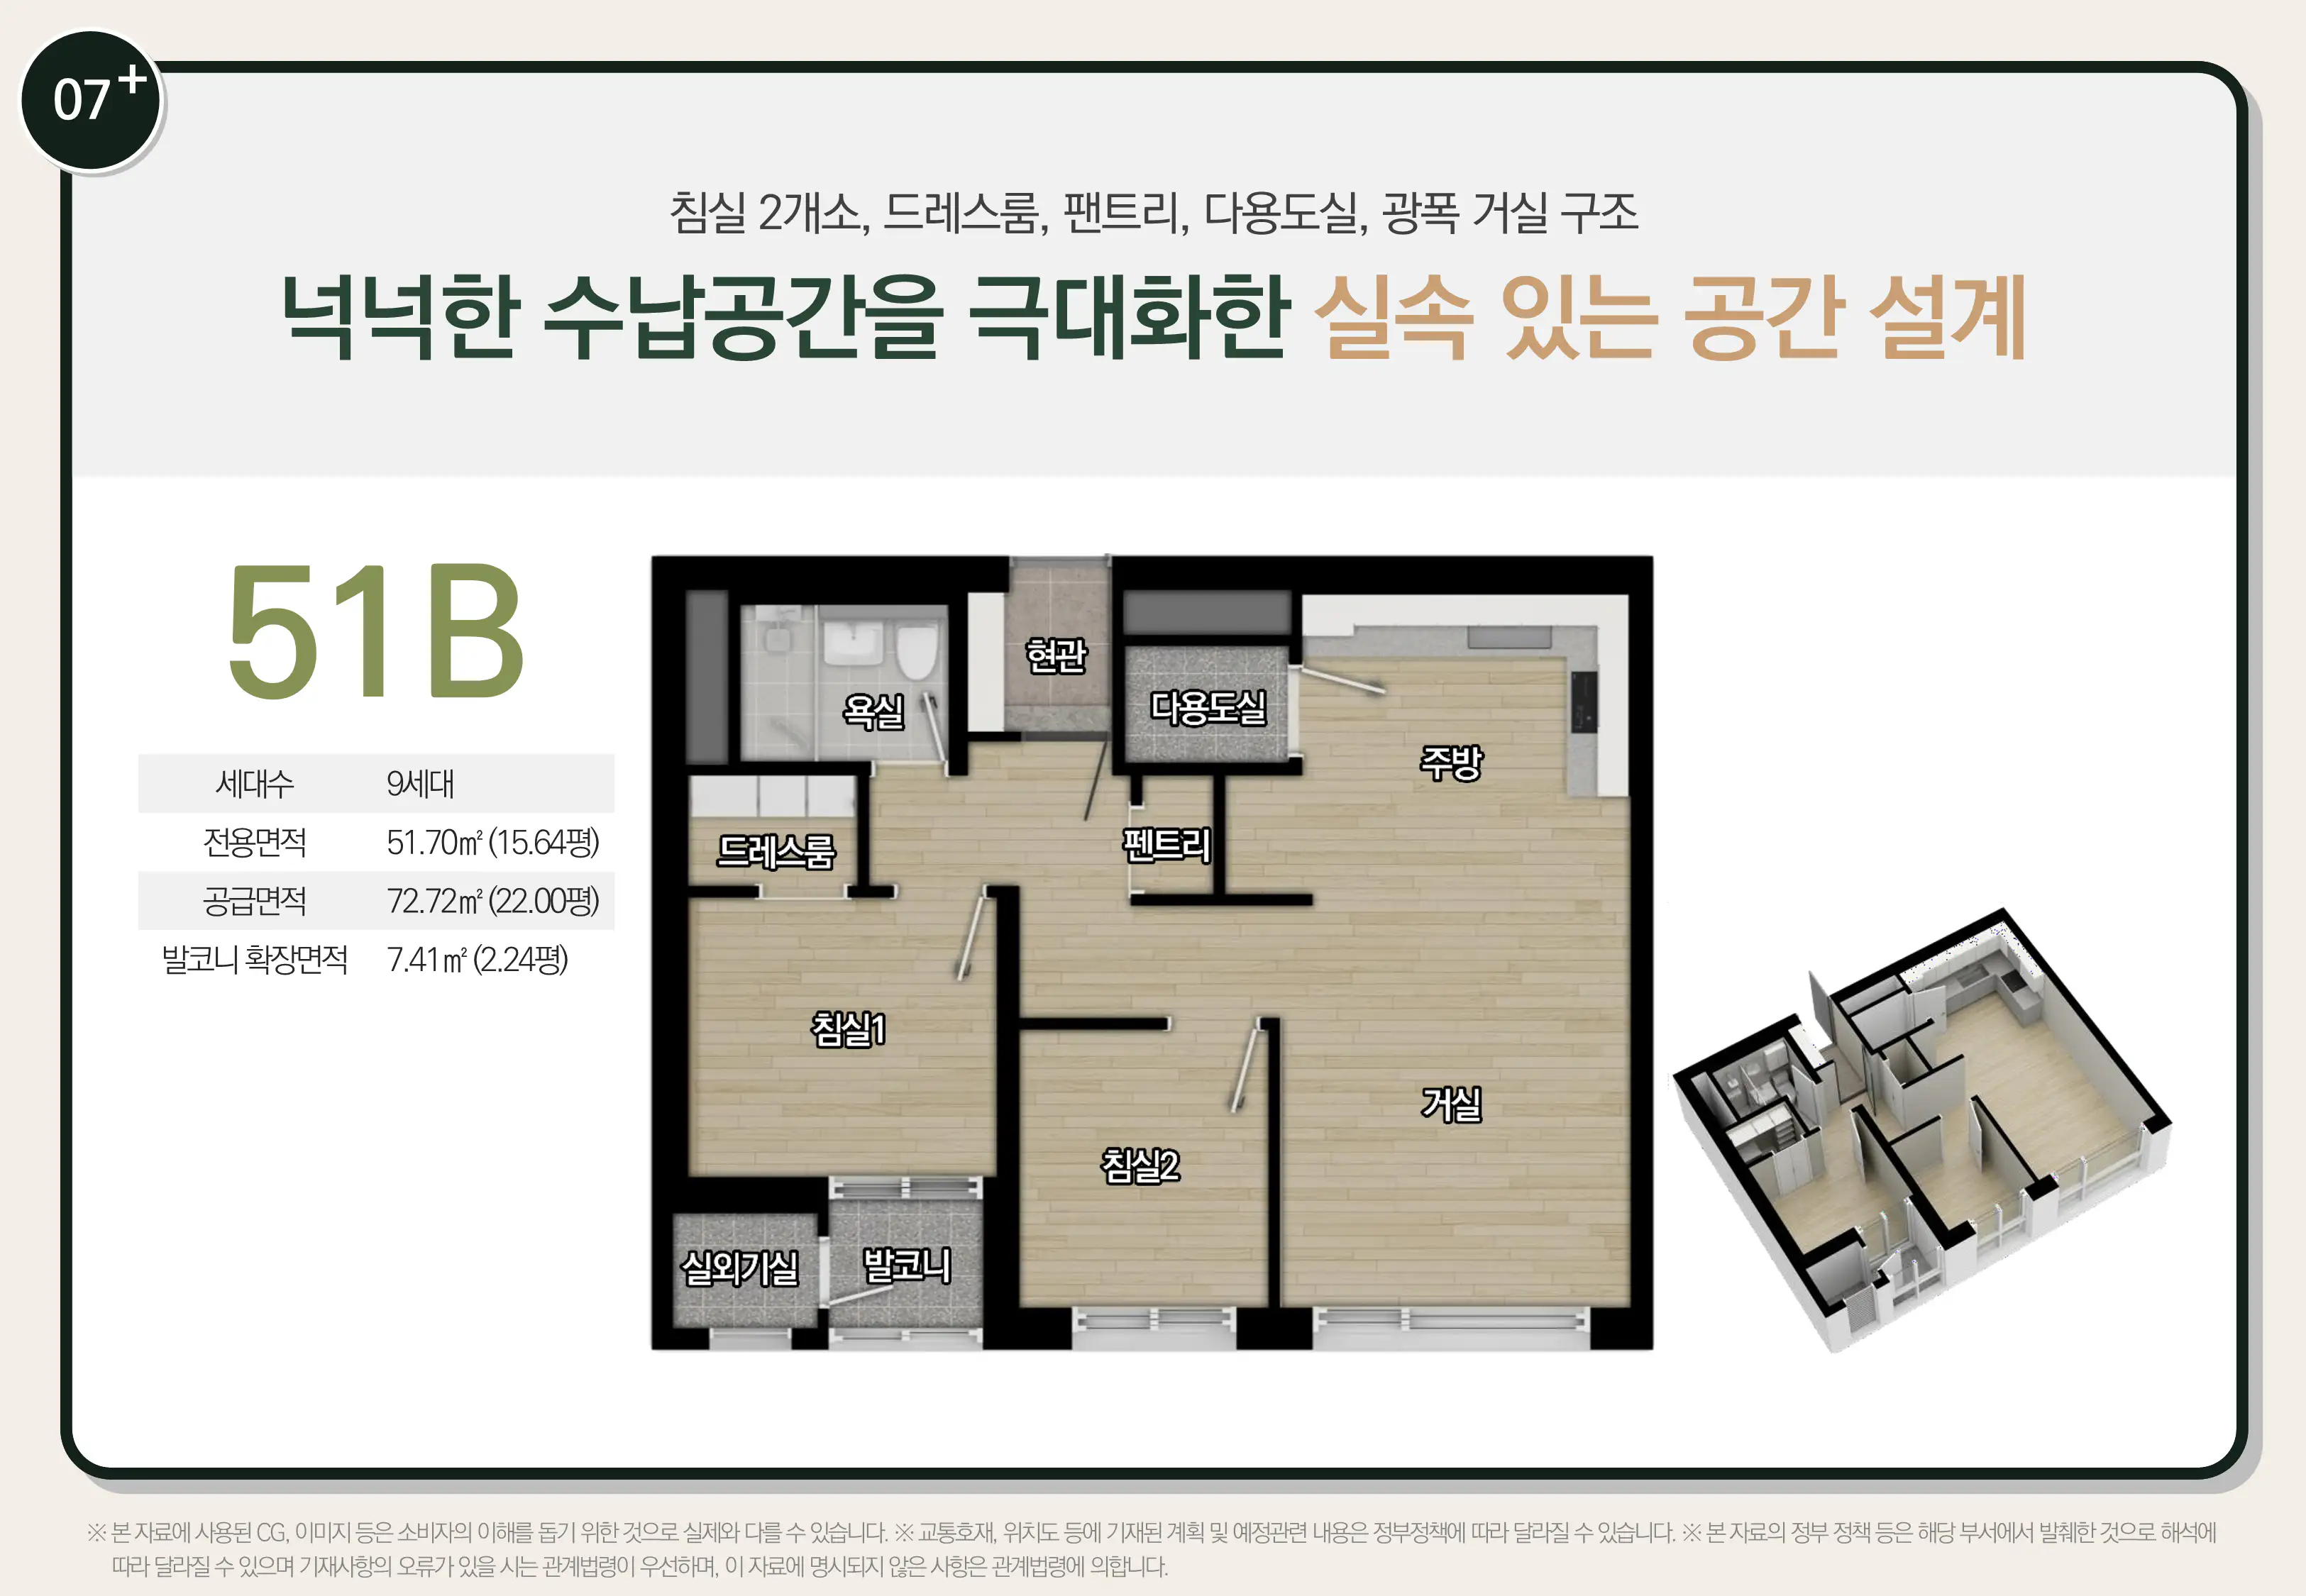 07+
침실 2개소, 드레스룸, 팬트리, 다용도실, 광폭 거실 구조
넉넉한 수납공간을 극대화한 실속 있는 공간 설계
51B
세대수 9세대
전용면적 51.70㎡(15.64평)
공급면적 72.72㎡(22.00평)
발코니 확장면적 7.41㎡(2.24평)
현관
욕실
다용도실
주방
드레스룸
펜트리
침실1
거실
침실2
실외기실
발코니
※ 본 자료에 사용된 CG, 이미지 등은 소비자의 이해를 돕기 위한 것으로 실제와 다를 수 있습니다. ※ 교통호재, 위치도 등에 기재된 계획 및 예정관련 내용은 정부정책에 따라 달라질 수 있습니다. ※ 본 자료의 정부 정책 등은 해당 부서에서 발췌한 것으로 해석에
따라 달라질 수 있으며 기재사항의 오류가 있을 시는 관계법령이 우선하며, 이 자료에 명시되지 않은 사항은 관계법령에 의합니다.